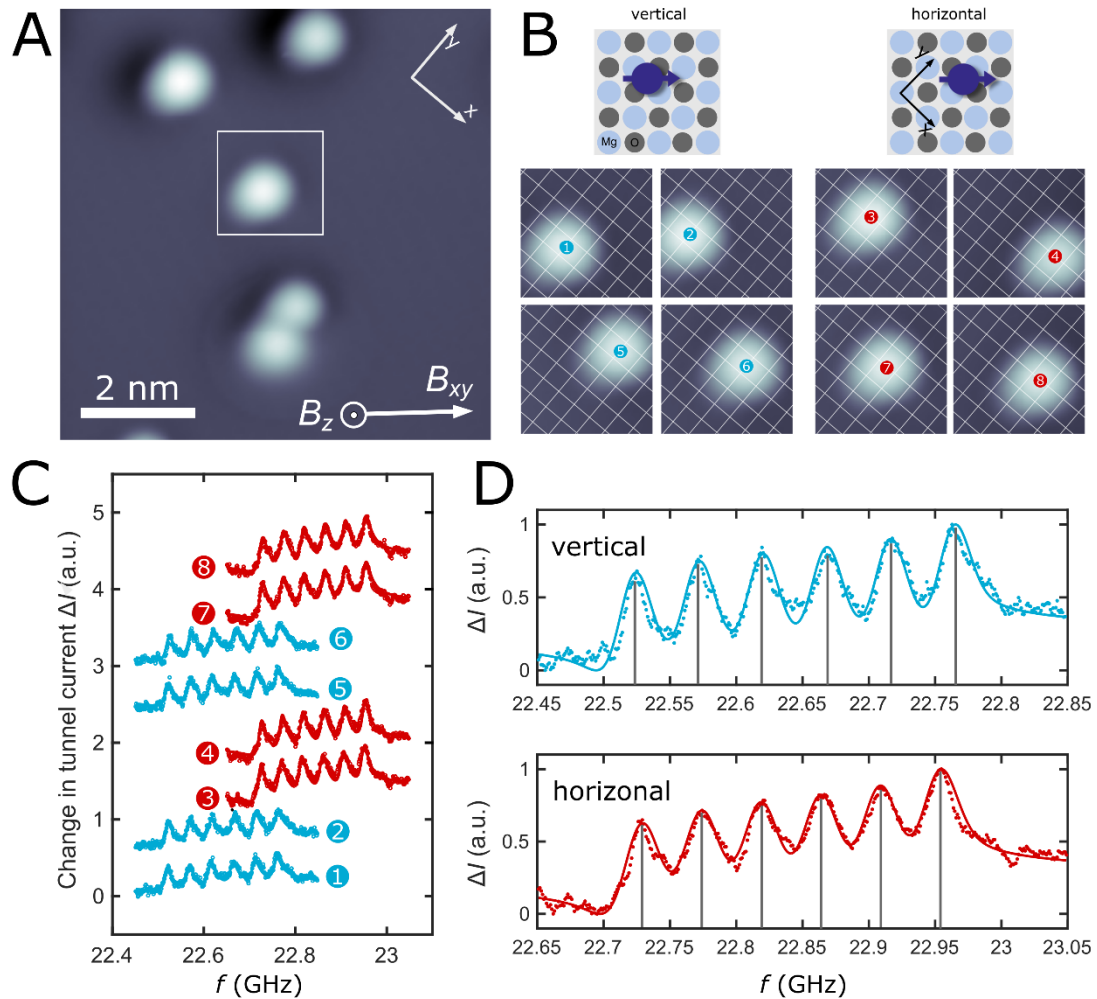 A
y
x
2 nm
Bz
Bxy
B
vertical
horizontal
y
x
Mg
O
1
2
3
4
5
6
7
8
C
Change in tunnel current ΔI (a.u.)
5
4
3
2
1
0
8
7
6
5
4
3
2
1
22.4
22.6
22.8
23
f (GHz)
D
ΔI (a.u.)
1
0.5
0
vertical
22.45
22.5
22.55
22.6
22.65
22.7
22.75
22.8
22.85
ΔI (a.u.)
1
0.5
0
horizonal
22.65
22.7
22.75
22.8
22.85
22.9
22.95
23
23.05
f (GHz)